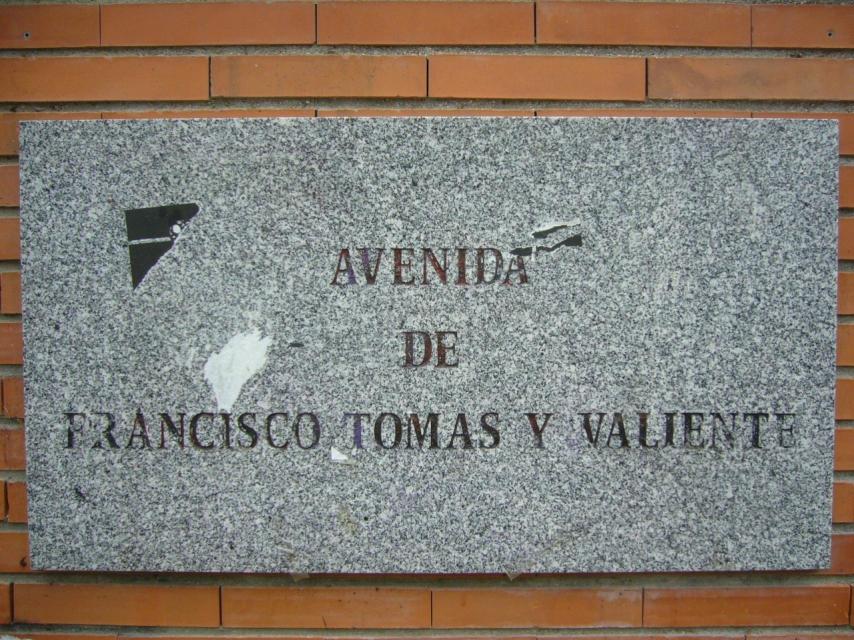 AVENIDA
DE
FRANCISCO TOMAS Y VALIENTE